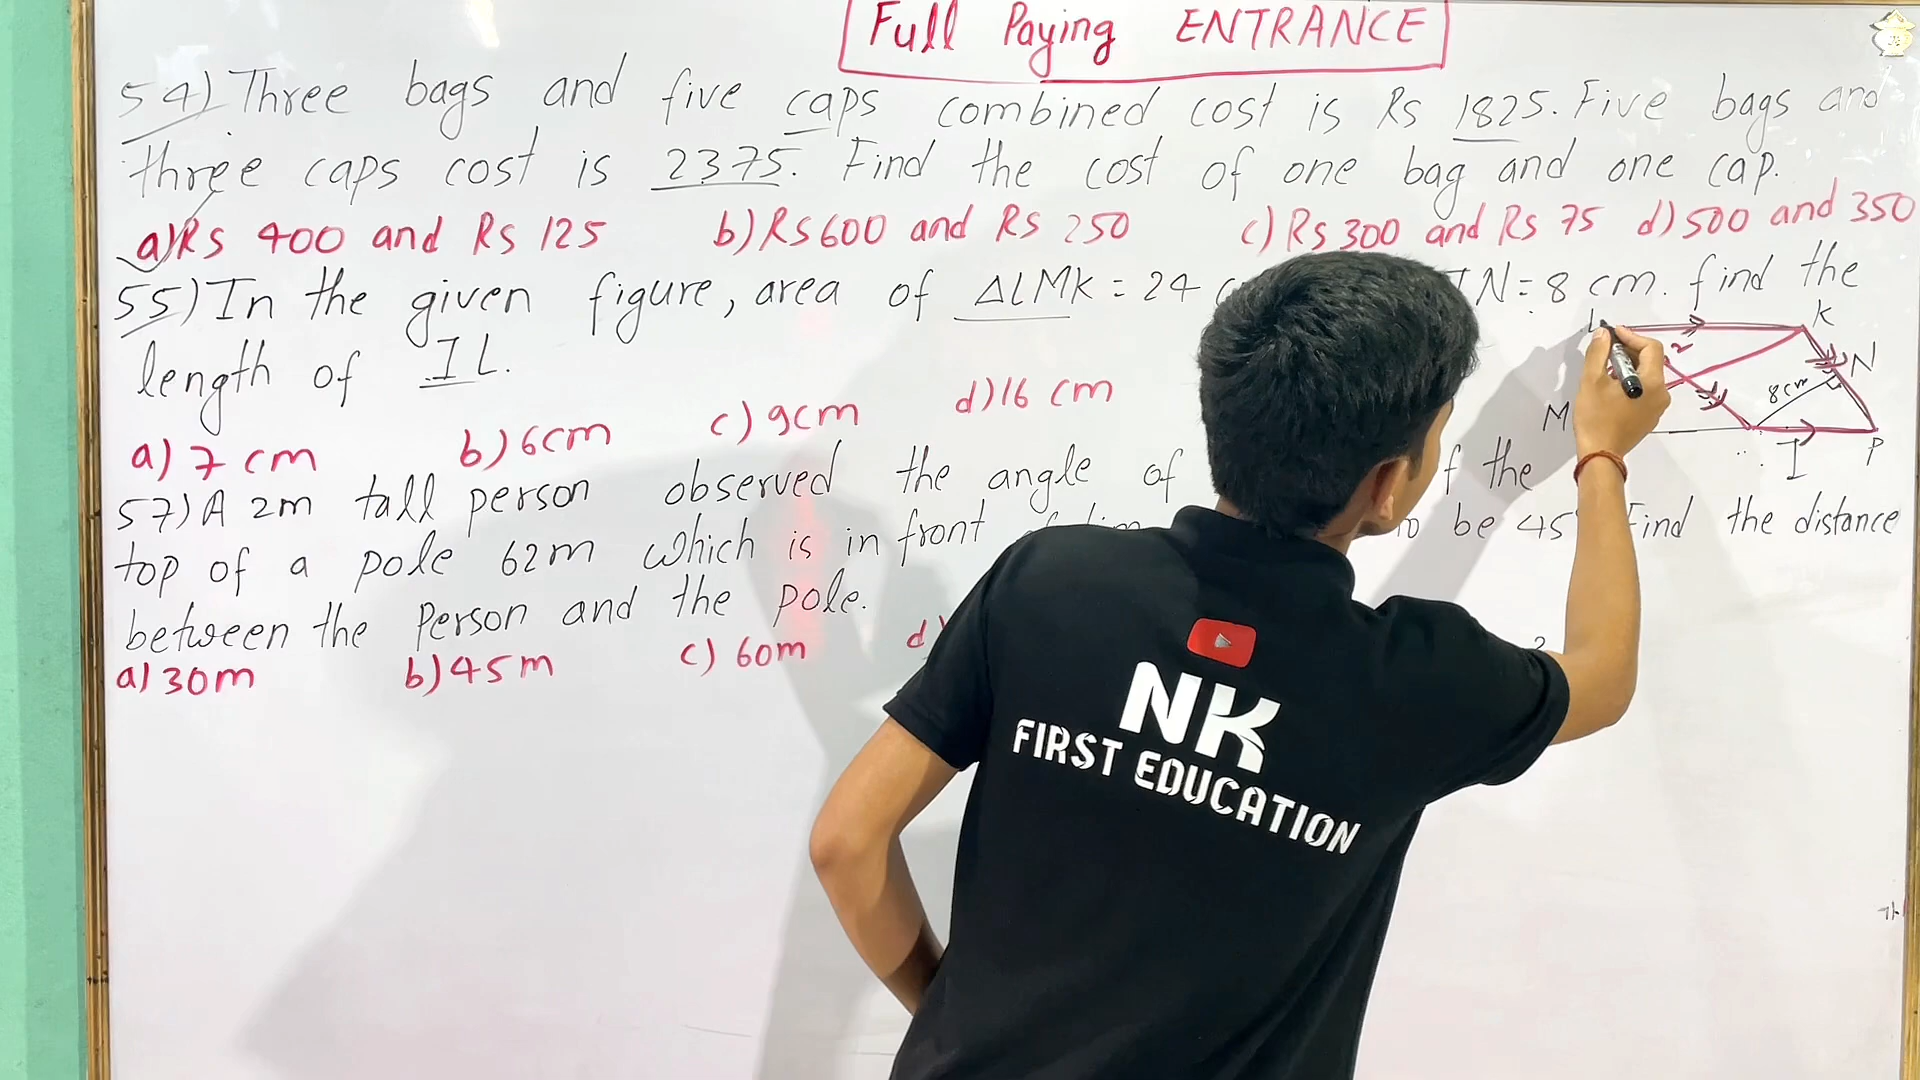 Full Paying ENTRANCE
54) Three bags and five caps combined cost is Rs 1825. Five bags and
three caps cost is 2375. Find the cost of one bag and one cap.
a) Rs 400 and Rs 125 b) Rs 600 and Rs 250 c) Rs 300 and Rs 75 d) 500 and 350
55) In the given figure, area of ΔLMK = 24 IN = 8 cm. find the
length of IL.
a) 7 cm b) 6cm c) 9cm d) 16 cm
L K
N
8cm
M I P
57) A 2m tall person observed the angle of the
top of a pole 62m which is in front to be 45° Find the distance
between the Person and the pole.
a) 30m b) 45m c) 60m d)
NK
FIRST EDUCATION